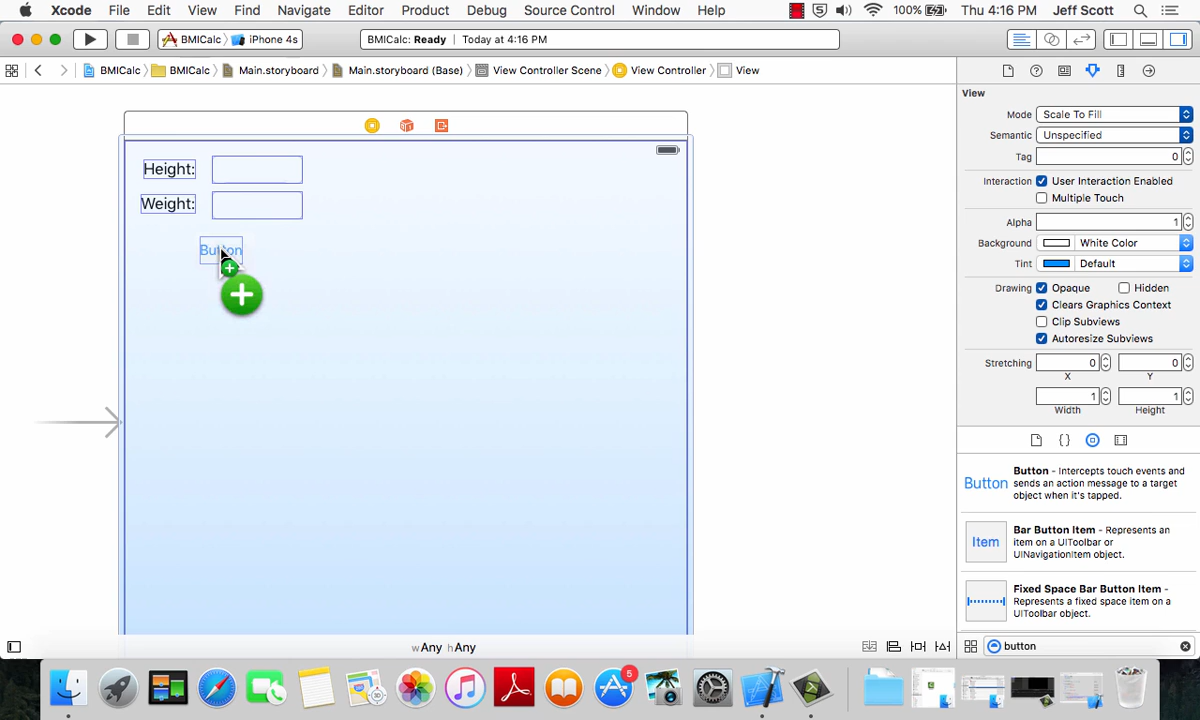 Xcode File Edit View Find Navigate Editor Product Debug Source Control Window Help 100% Thu 4:16 PM Jeff Scott
BMICalc iPhone 4s BMICalc: Ready Today at 4:16 PM
BMICalc BMICalc Main.storyboard Main.storyboard (Base) View Controller Scene View Controller View
View
Mode Scale To Fill
Semantic Unspecified
Tag 0
Interaction User Interaction Enabled
Multiple Touch
Alpha 1
Background White Color
Tint Default
Drawing Opaque Hidden
Clears Graphics Context
Clip Subviews
Autoresize Subviews
Stretching 0 0
X Y
1 1
Width Height
Height:
Weight:
Button
Button Button - Intercepts touch events and
sends an action message to a target
object when it's tapped.
Item Bar Button Item - Represents an
item on a UIToolbar or
UINavigationItem object.
Fixed Space Bar Button Item -
Represents a fixed space item on a
UIToolbar object.
wAny hAny
button
5